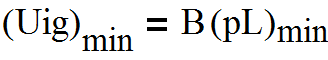 (Uig)min = B(pL)min